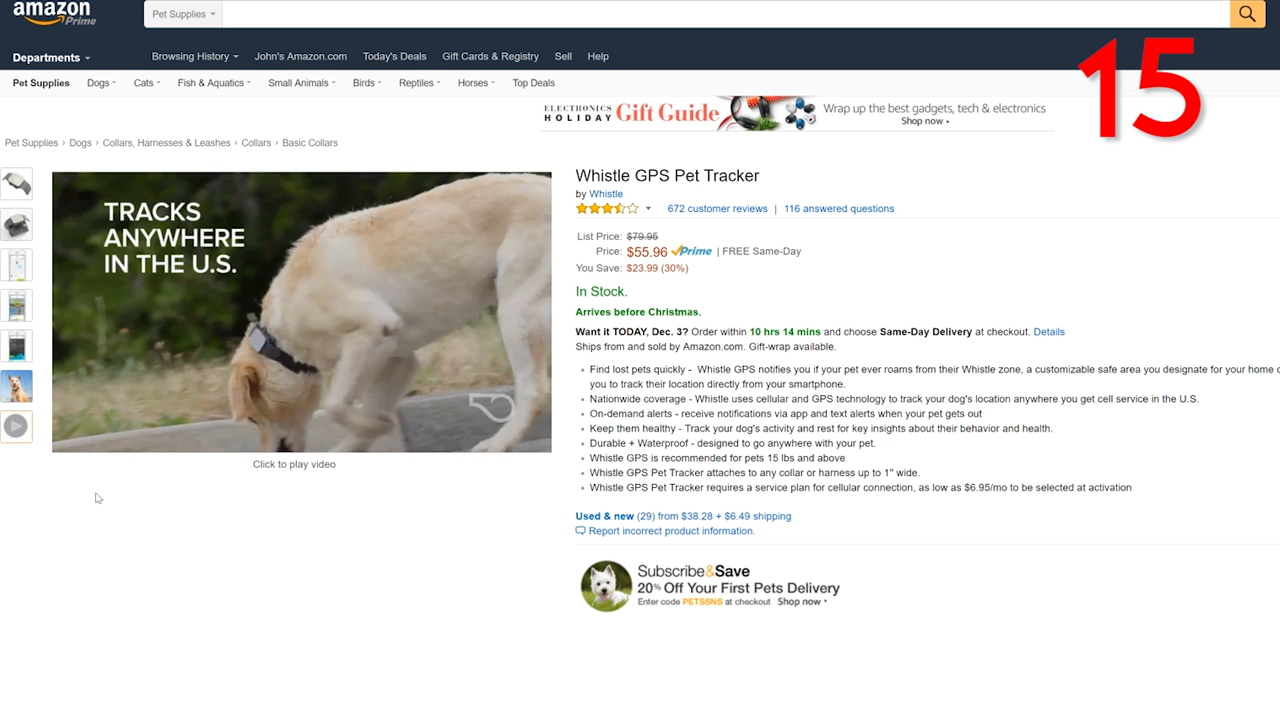 amazon
Prime
Pet Supplies
15
Departments
Browsing History
John's Amazon.com
Today's Deals
Gift Cards & Registry
Sell
Help
Pet Supplies
Dogs
Cats
Fish & Aquatics
Small Animals
Birds
Reptiles
Horses
Top Deals
ELECTRONICS
HOLIDAY
Gift Guide
Wrap up the best gadgets, tech & electronics
Shop now ▸
Pet Supplies › Dogs › Collars, Harnesses & Leashes › Collars › Basic Collars
TRACKS
ANYWHERE
IN THE U.S.
Click to play video
Whistle GPS Pet Tracker
by Whistle
672 customer reviews | 116 answered questions
List Price: $79.95
Price: $55.96 Prime | FREE Same-Day
You Save: $23.99 (30%)
In Stock.
Arrives before Christmas.
Want it TODAY, Dec. 3? Order within 10 hrs 14 mins and choose Same-Day Delivery at checkout. Details
Ships from and sold by Amazon.com. Gift-wrap available.
Find lost pets quickly - Whistle GPS notifies you if your pet ever roams from their Whistle zone, a customizable safe area you designate for your home
you to track their location directly from your smartphone.
Nationwide coverage - Whistle uses cellular and GPS technology to track your dog's location anywhere you get cell service in the U.S.
On-demand alerts - receive notifications via app and text alerts when your pet gets out
Keep them healthy - Track your dog's activity and rest for key insights about their behavior and health.
Durable + Waterproof - designed to go anywhere with your pet.
Whistle GPS is recommended for pets 15 lbs and above
Whistle GPS Pet Tracker attaches to any collar or harness up to 1" wide.
Whistle GPS Pet Tracker requires a service plan for cellular connection, as low as $6.95/mo to be selected at activation
Used & new (29) from $38.28 + $6.49 shipping
Report incorrect product information.
Subscribe&Save
20% Off Your First Pets Delivery
Enter code PETSSNS at checkout Shop now ▸